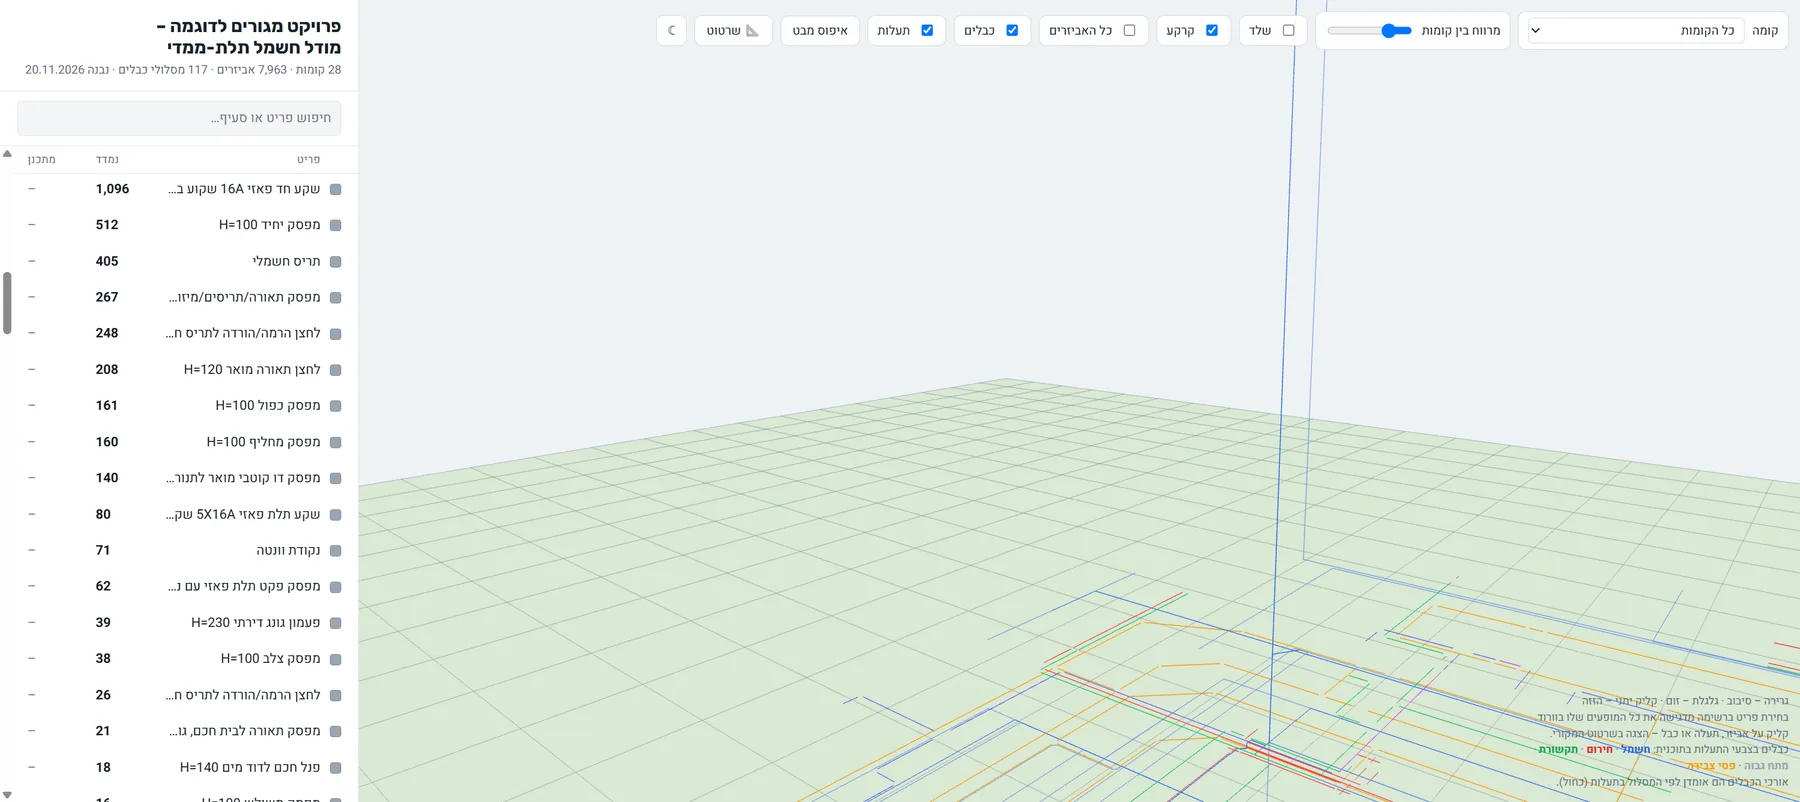 פרויקט מגורים לדוגמה –
מודל חשמל תלת-ממדי
28 קומות · 7,963 אביזרים · 117 מסלולי כבלים · נבנה 20.11.2026
חיפוש פריט או סעיף...
קומה
כל הקומות
מרווח בין קומות
שלד
קרקע
כל האביזרים
כבלים
תעלות
איפוס מבט
📐 שרטוט
☾
פריט נמדד מתכנן
שקע חד פאזי 16A שקוע ב... 1,096 –
מפסק יחיד H=100 512 –
תריס חשמלי 405 –
מפסק תאורה/תריסים/מיזו... 267 –
לחצן הרמה/הורדה לתריס ח... 248 –
לחצן תאורה מואר H=120 208 –
מפסק כפול H=100 161 –
מפסק מחליף H=100 160 –
מפסק דו קוטבי מואר לתנור... 140 –
שקע תלת פאזי 5X16A שק... 80 –
נקודת וונטה 71 –
מפסק פקט תלת פאזי עם נ... 62 –
פעמון גונג דירתי H=230 39 –
מפסק צלב H=100 38 –
לחצן הרמה/הורדה לתריס ח... 26 –
מפסק תאורה לבית חכם, גו... 21 –
פנל חכם לדוד מים H=140 18 –
גרירה – סיבוב · גלגלת – זום · קליק ימני – הזזה
בחירת פריט ברשימה מדגישה את כל המופעים שלו בוורוד
קליק על אביזר, תעלה או כבל – הצגה בשרטוט המקורי.
כבלים בצבעי התעלות בתוכנית: חשמל · חירום · תקשורת
מתח גבוה · פסי צבירה
אורכי הכבלים הם אומדן לפי המסלול בתעלות (כחול).